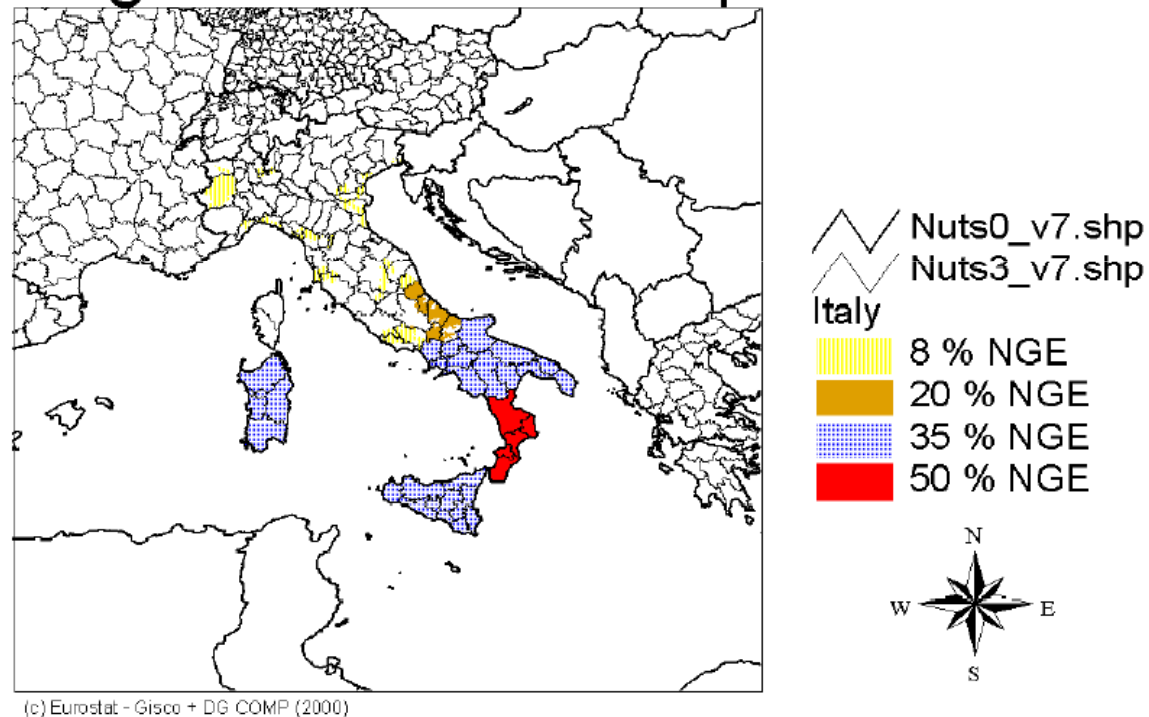 Nuts0_v7.shp
Nuts3_v7.shp
Italy
8 % NGE
20 % NGE
35 % NGE
50 % NGE
N
W
E
S
(c) Eurostat - Gisco + DG COMP (2000)